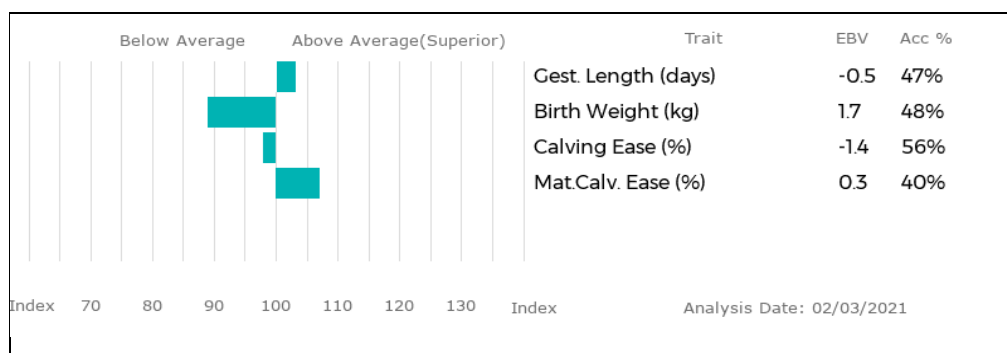 Below Average Above Average(Superior) Trait EBV Acc %
Gest. Length (days) -0.5 47%
Birth Weight (kg) 1.7 48%
Calving Ease (%) -1.4 56%
Mat.Calv. Ease (%) 0.3 40%
Index 70 80 90 100 110 120 130 Index Analysis Date: 02/03/2021